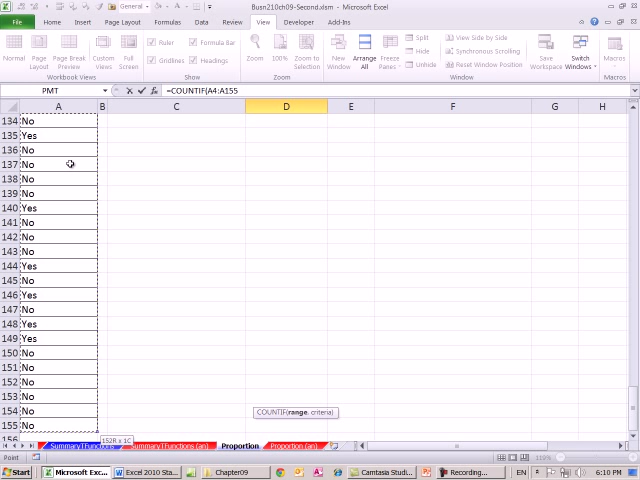 Busn210ch09-Second.xlsm - Microsoft Excel
File Home Insert Page Layout Formulas Data Review View Developer Add-Ins
General
Normal Page Layout Page Break Preview Custom Views Full Screen
Workbook Views
Ruler Formula Bar
Gridlines Headings
Show
Zoom 100% Zoom to Selection
Zoom
New Window Arrange All Freeze Panes
Split View Side by Side
Hide Synchronous Scrolling
Unhide Reset Window Position
Save Workspace Switch Windows
Window
Macros
Macros
PMT =COUNTIF(A4:A155
A B C D E F G H
134 No
135 Yes
136 No
137 No
138 No
139 No
140 Yes
141 No
142 No
143 No
144 Yes
145 No
146 Yes
147 No
148 Yes
149 Yes
150 No
151 No
152 No
153 No
154 No
155 No
156
COUNTIF(range, criteria)
152R x 1C
SummaryTFunctions SummaryTFunctions (an) Proportion Proportion (an)
Point 119%
Start Microsoft Exc... Word Excel 2010 Sta... Chapter09 Camtasia Studi... Recording... EN 6:10 PM